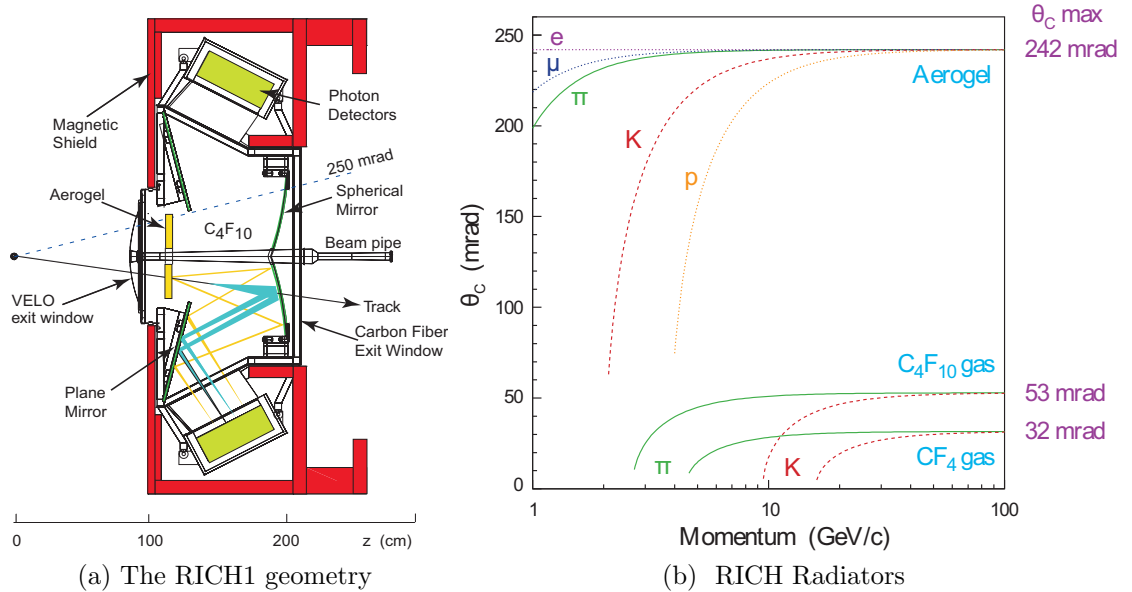 Magnetic
Shield
Aerogel
VELO
exit window
Plane
Mirror
Photon
Detectors
250 mrad
Spherical
Mirror
C₄F₁₀
Beam pipe
Track
Carbon Fiber
Exit Window
0 100 200 z (cm)
(a) The RICH1 geometry
θC max
242 mrad
53 mrad
32 mrad
250
200
150
100
50
0
θC (mrad)
e
μ
π
K
p
Aerogel
C₄F₁₀ gas
π
K
CF₄ gas
1 10 100
Momentum (GeV/c)
(b) RICH Radiators